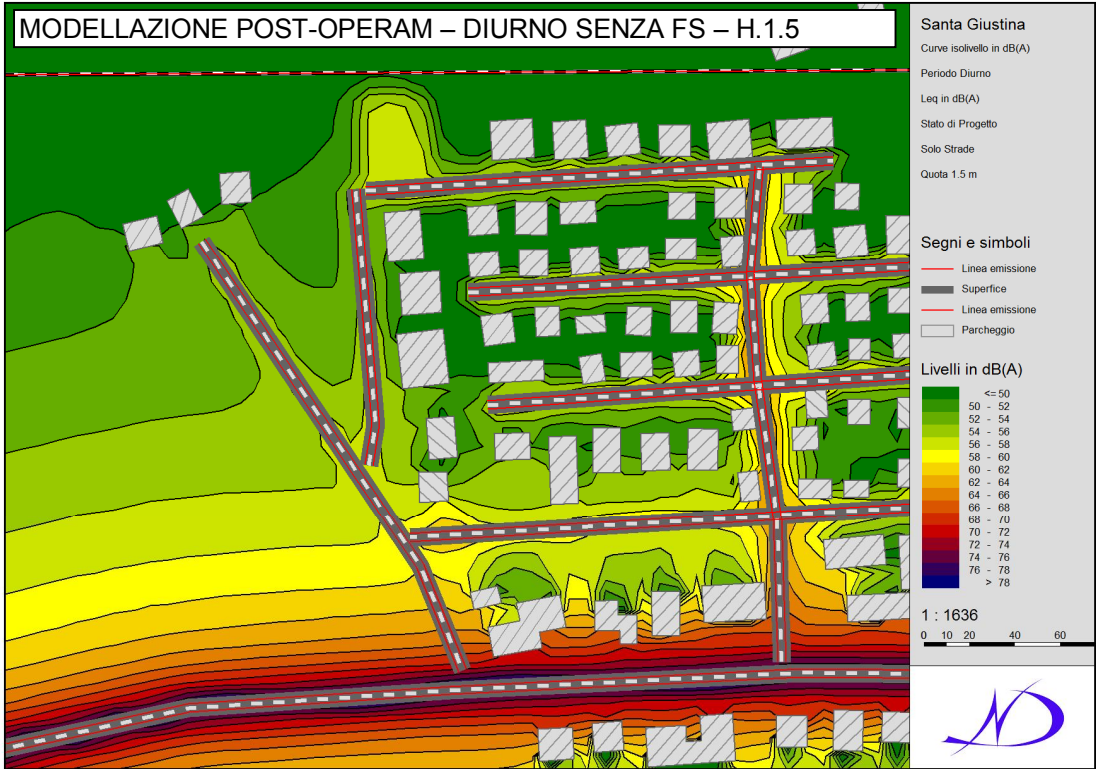 MODELLAZIONE POST-OPERAM – DIURNO SENZA FS – H.1.5
Santa Giustina
Curve isolivello in dB(A)
Periodo Diurno
Leq in dB(A)
Stato di Progetto
Solo Strade
Quota 1.5 m
Segni e simboli
Linea emissione
Superfice
Linea emissione
Parcheggio
Livelli in dB(A)
<= 50
50 - 52
52 - 54
54 - 56
56 - 58
58 - 60
60 - 62
62 - 64
64 - 66
66 - 68
68 - 70
70 - 72
72 - 74
74 - 76
76 - 78
> 78
1 : 1636
0 10 20 40 60